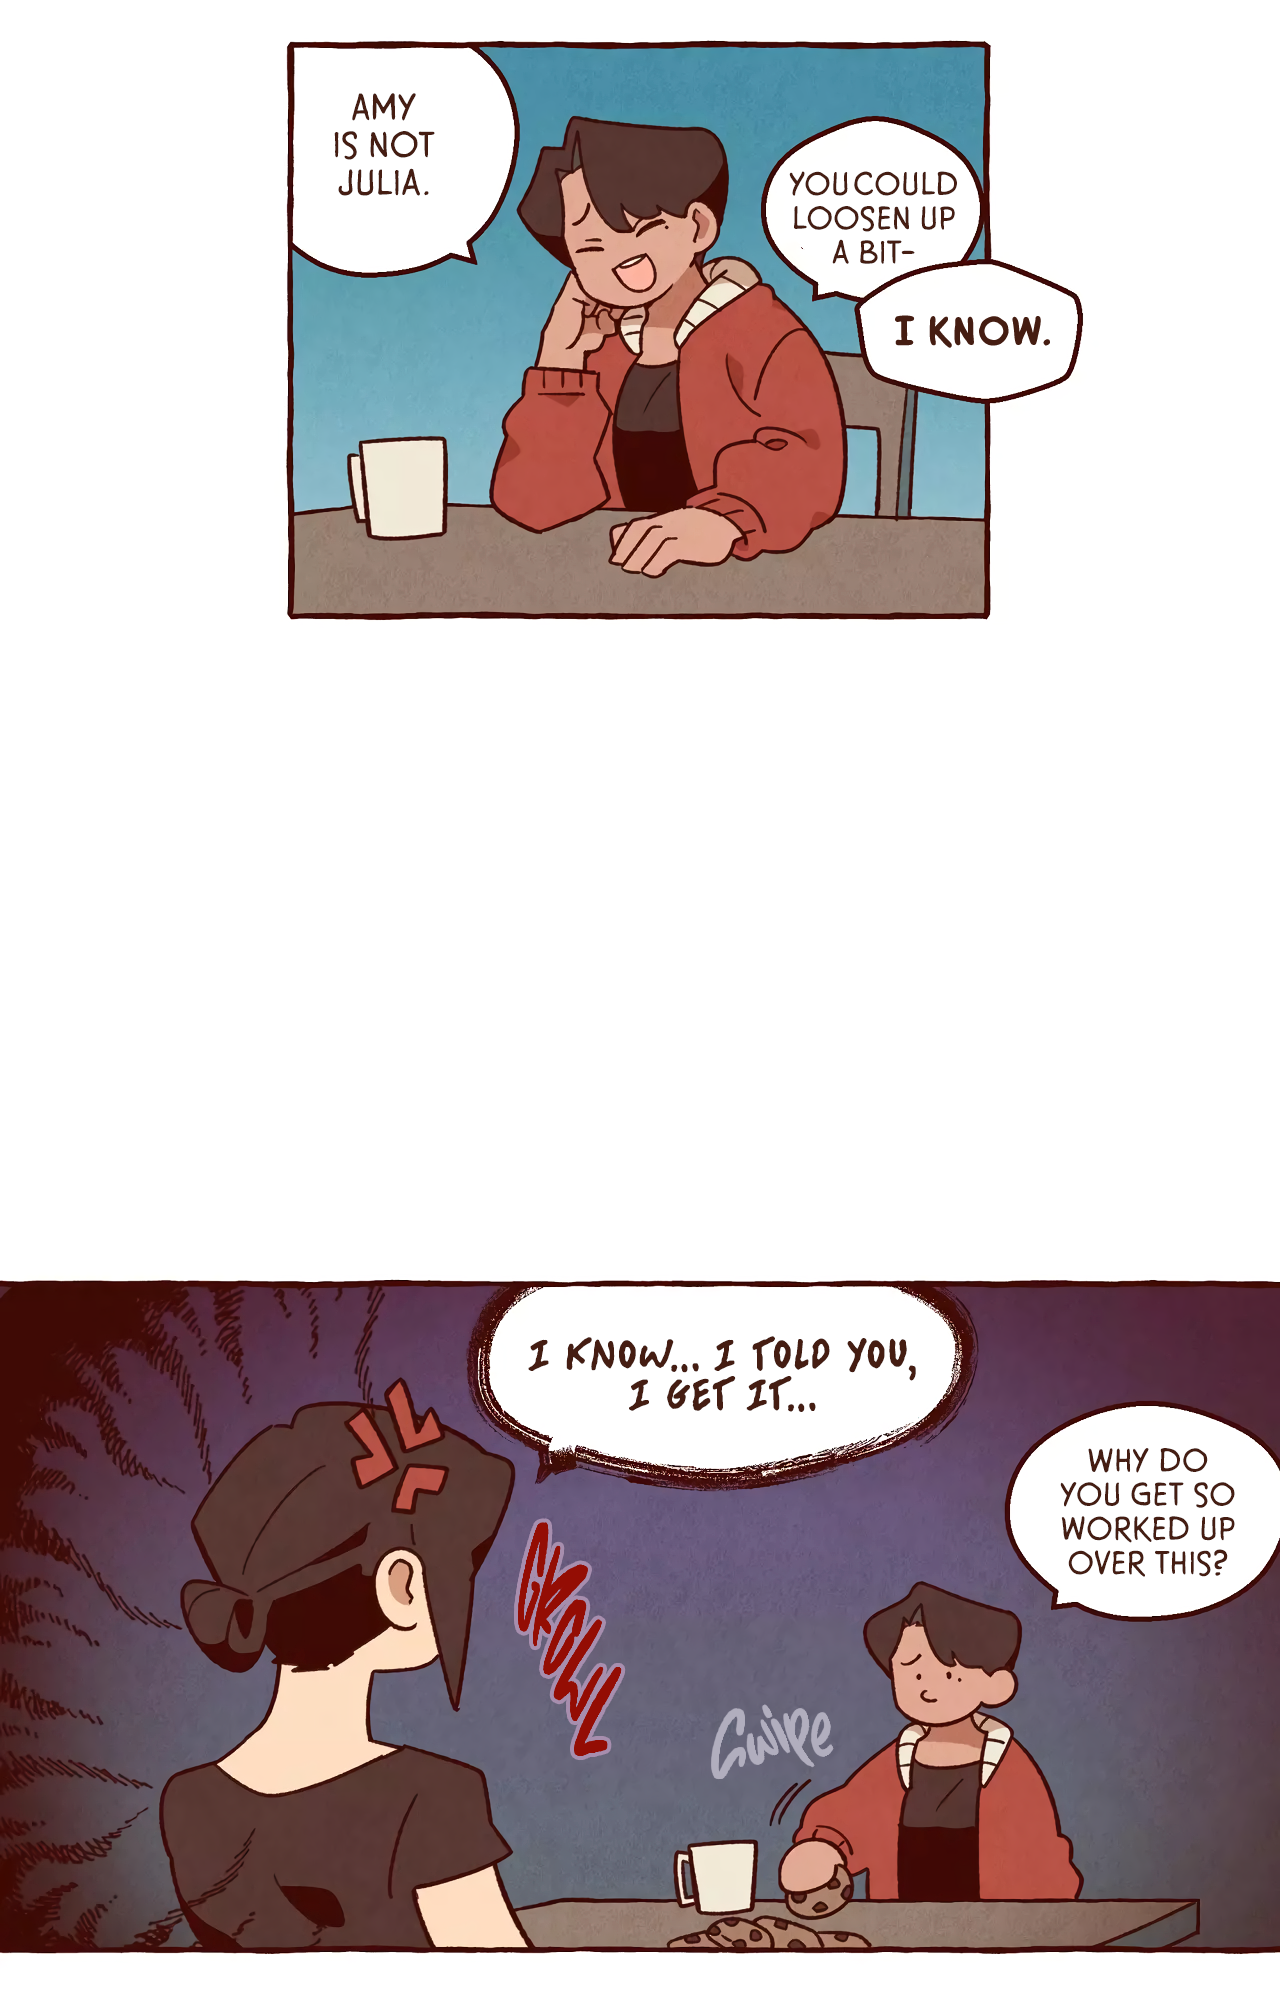 AMY
IS NOT
JULIA.
YOU COULD
LOOSEN UP
A BIT-
I KNOW.
I KNOW... I TOLD YOU,
I GET IT...
WHY DO
YOU GET SO
WORKED UP
OVER THIS?
GROWL
Swipe